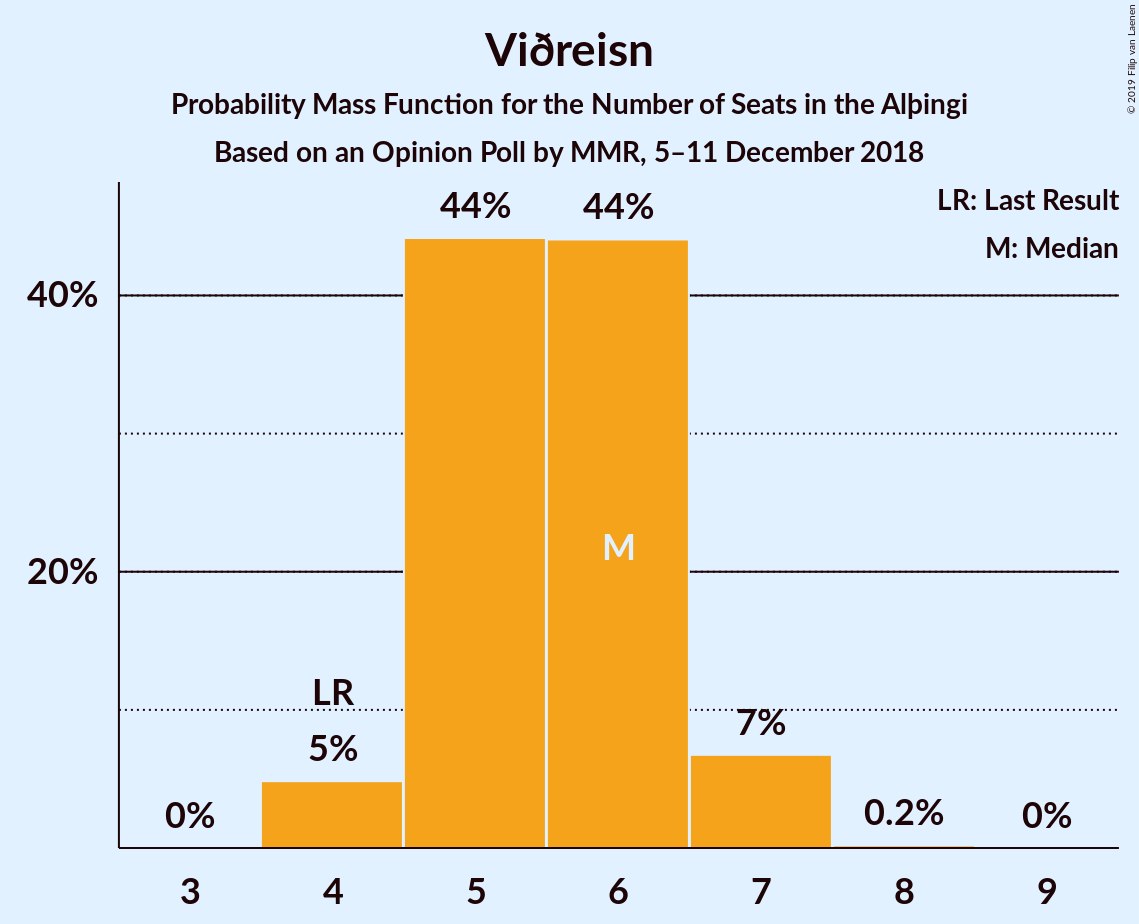 Viðreisn
Probability Mass Function for the Number of Seats in the Alþingi
Based on an Opinion Poll by MMR, 5–11 December 2018
© 2019 Filip van Laenen
LR: Last Result
M: Median
40%
20%
0%
LR
5%
44%
44%
M
7%
0.2%
0%
3 4 5 6 7 8 9